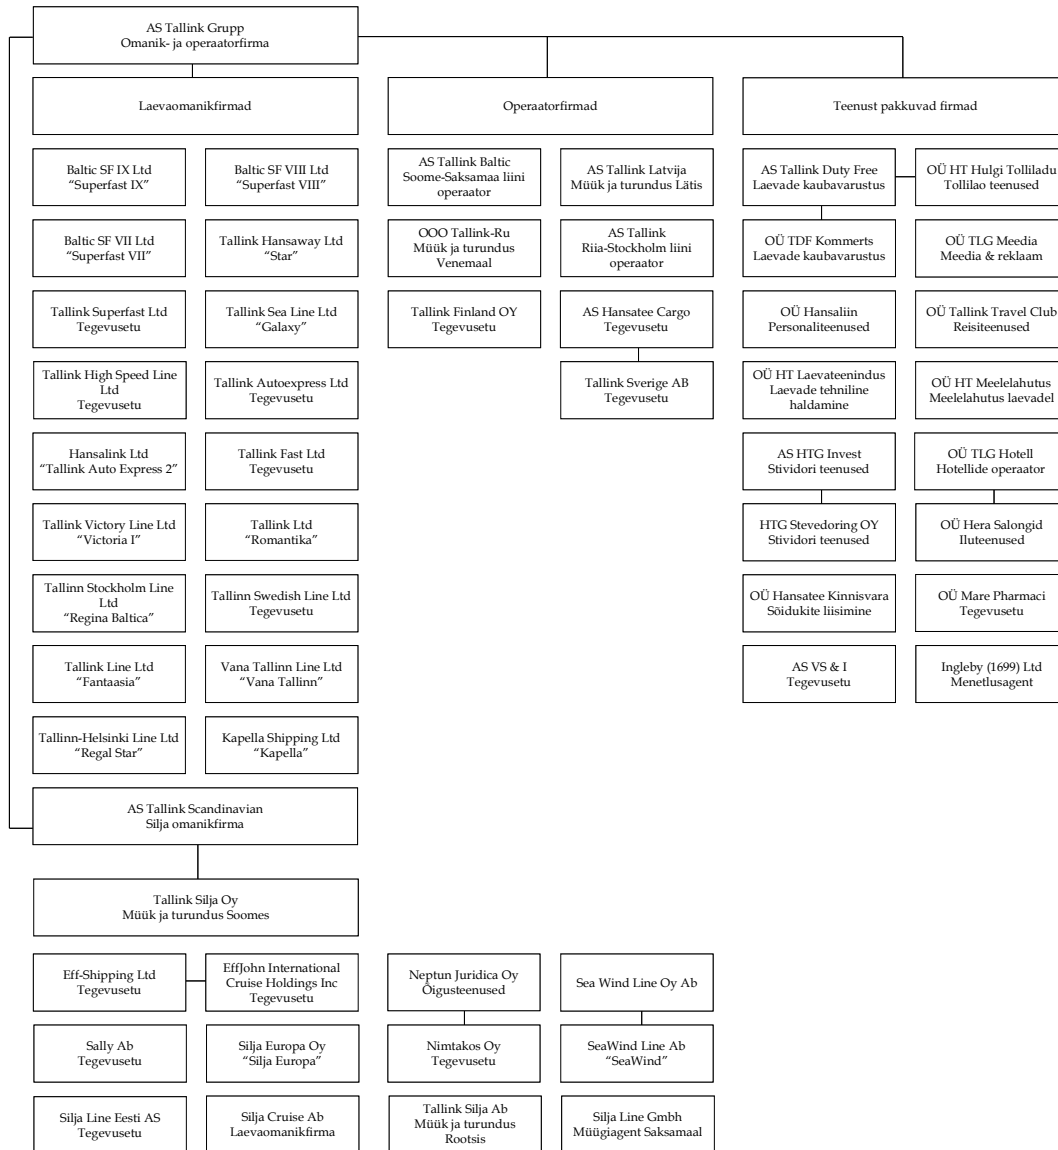 AS Tallink Grupp
Omanik- ja operaatorfirma
Laevaomanikfirmad
Operaatorfirmad
Teenust pakkuvad firmad
Baltic SF IX Ltd
“Superfast IX”
Baltic SF VIII Ltd
“Superfast VIII”
AS Tallink Baltic
Soome-Saksamaa liini
operaator
AS Tallink Latvija
Müük ja turundus Lätis
AS Tallink Duty Free
Laevade kaubavarustus
OÜ HT Hulgi Tolliladu
Tollilao teenused
Baltic SF VII Ltd
“Superfast VII”
Tallink Hansaway Ltd
“Star”
OOO Tallink-Ru
Müük ja turundus
Venemaal
AS Tallink
Riia-Stockholm liini
operaator
OÜ TDF Kommerts
Laevade kaubavarustus
OÜ TLG Meedia
Meedia & reklaam
Tallink Superfast Ltd
Tegevusetu
Tallink Sea Line Ltd
“Galaxy”
Tallink Finland OY
Tegevusetu
AS Hansatee Cargo
Tegevusetu
OÜ Hansaliin
Personaliteenused
OÜ Tallink Travel Club
Reisiteenused
Tallink High Speed Line
Ltd
Tegevusetu
Tallink Autoexpress Ltd
Tegevusetu
Tallink Sverige AB
Tegevusetu
OÜ HT Laevateenindus
Laevade tehniline
haldamine
OÜ HT Meelelahutus
Meelelahutus laevadel
Hansalink Ltd
“Tallink Auto Express 2”
Tallink Fast Ltd
Tegevusetu
AS HTG Invest
Stividori teenused
OÜ TLG Hotell
Hotellide operaator
Tallink Victory Line Ltd
“Victoria I”
Tallink Ltd
“Romantika”
HTG Stevedoring OY
Stividori teenused
OÜ Hera Salongid
Iluteenused
Tallinn Stockholm Line
Ltd
“Regina Baltica”
Tallinn Swedish Line Ltd
Tegevusetu
OÜ Hansatee Kinnisvara
Sõidukite liisimine
OÜ Mare Pharmaci
Tegevusetu
Tallink Line Ltd
“Fantaasia”
Vana Tallinn Line Ltd
“Vana Tallinn”
AS VS & I
Tegevusetu
Ingleby (1699) Ltd
Menetlusagent
Tallinn-Helsinki Line Ltd
“Regal Star”
Kapella Shipping Ltd
“Kapella”
AS Tallink Scandinavian
Silja omanikfirma
Tallink Silja Oy
Müük ja turundus Soomes
Eff-Shipping Ltd
Tegevusetu
EffJohn International
Cruise Holdings Inc
Tegevusetu
Neptun Juridica Oy
Õigusteenused
Sea Wind Line Oy Ab
Sally Ab
Tegevusetu
Silja Europa Oy
“Silja Europa”
Nimtakos Oy
Tegevusetu
SeaWind Line Ab
“SeaWind”
Silja Line Eesti AS
Tegevusetu
Silja Cruise Ab
Laevaomanikfirma
Tallink Silja Ab
Müük ja turundus
Rootsis
Silja Line Gmbh
Müügiagent Saksamaal